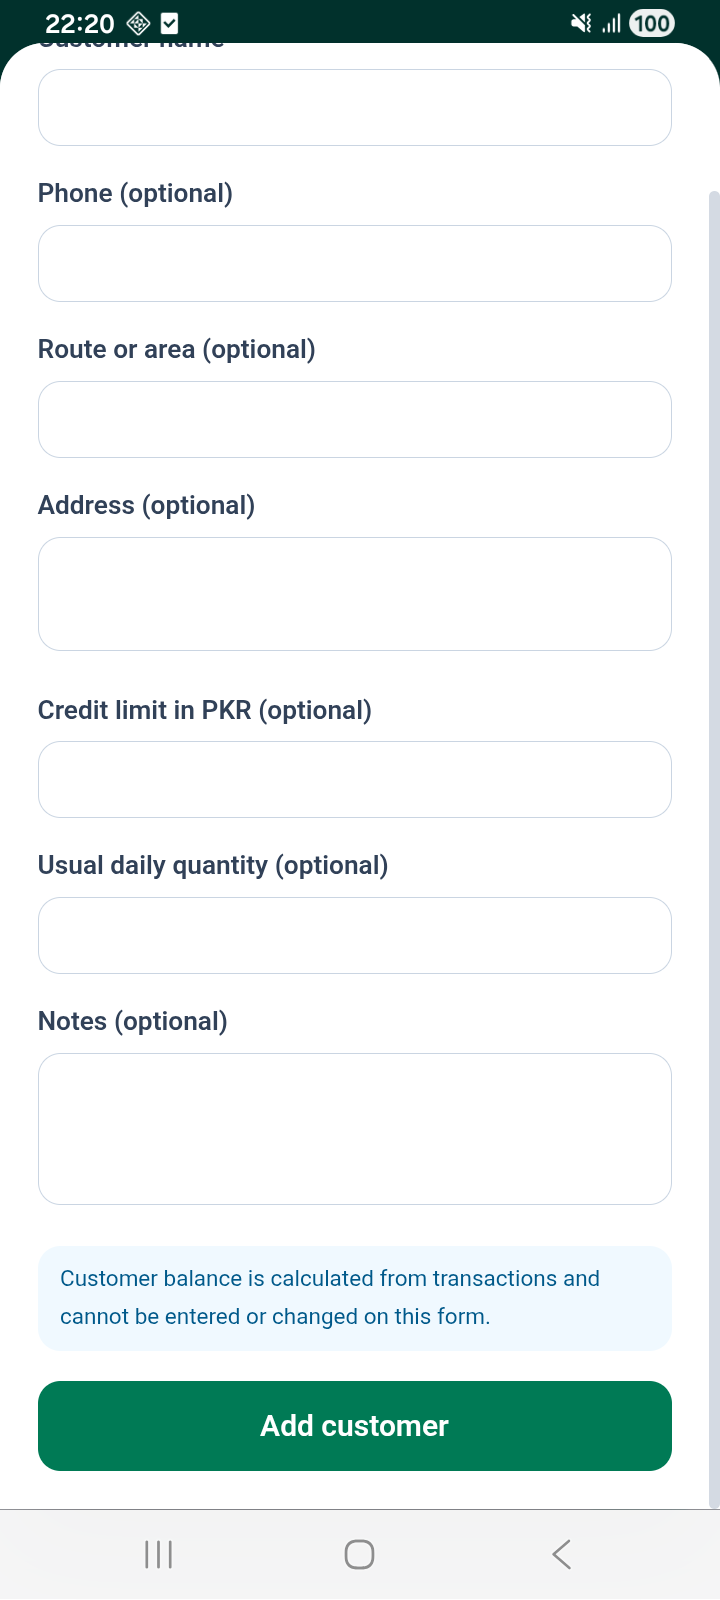 22:20
100
Customer name
Phone (optional)
Route or area (optional)
Address (optional)
Credit limit in PKR (optional)
Usual daily quantity (optional)
Notes (optional)
Customer balance is calculated from transactions and
cannot be entered or changed on this form.
Add customer